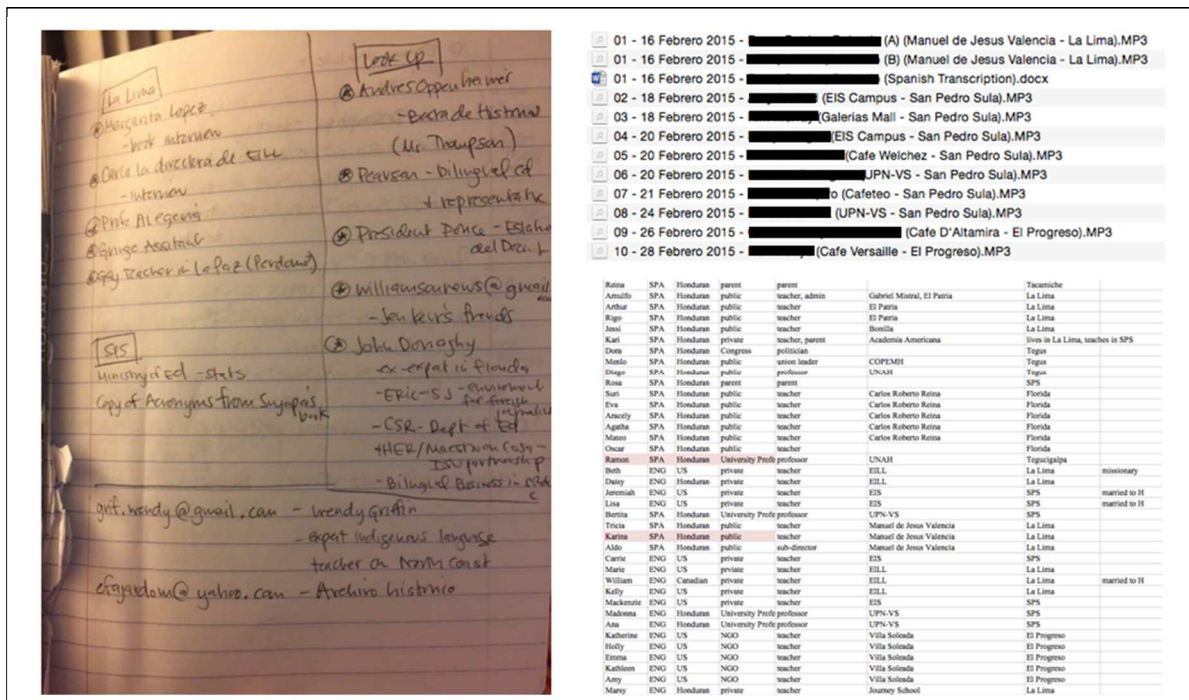 La Lima
Margarita Lopez
- book interview
Carla la directora de EILL
- Interview
Profe Alegria
Gringo
Gay Teacher in La Paz (Perdomo)
SPS
Ministry of Ed - stats
Copy of Acronyms from Suyapa's book
Look up
Andres Oppenheimer
- Basta de Historias
(Mr. Thompson)
Pearson - bilingual ed
representative
President Ponce -
williamsunews@gmail
John Donaghy
ex-expat in Florida
- ERIC-SJ -
for foreign
- CSR - Dept of Ed
- Bilingual Business in
grif.wendy@gmail.com - Wendy Griffin
- expat indigenous language
teacher on North Coast
efajardom@yahoo.com - Archivo historico
01 - 16 Febrero 2015 - (A) (Manuel de Jesus Valencia - La Lima).MP3
01 - 16 Febrero 2015 - (B) (Manuel de Jesus Valencia - La Lima).MP3
01 - 16 Febrero 2015 - (Spanish Transcription).docx
02 - 18 Febrero 2015 - (EIS Campus - San Pedro Sula).MP3
03 - 18 Febrero 2015 - (Galerias Mall - San Pedro Sula).MP3
04 - 20 Febrero 2015 - (EIS Campus - San Pedro Sula).MP3
05 - 20 Febrero 2015 - (Cafe Welchez - San Pedro Sula).MP3
06 - 20 Febrero 2015 - UPN-VS - San Pedro Sula).MP3
07 - 21 Febrero 2015 - o (Cafeteo - San Pedro Sula).MP3
08 - 24 Febrero 2015 - (UPN-VS - San Pedro Sula).MP3
09 - 26 Febrero 2015 - (Cafe D'Altamira - El Progreso).MP3
10 - 28 Febrero 2015 - (Cafe Versaille - El Progreso).MP3
Reina SPA Honduran parent parent Tacamiche
Arnulfo SPA Honduran public teacher, admin Gabriel Mistral, El Patria La Lima
Arthur SPA Honduran public teacher El Patria La Lima
Rigo SPA Honduran public teacher El Patria La Lima
Jessi SPA Honduran public teacher Bonilla La Lima
Kari SPA Honduran private teacher, parent Academia Americana lives in La Lima, teaches in SPS
Dora SPA Honduran Congress politician Tegus
Menlo SPA Honduran public union leader COPEMH Tegus
Diego SPA Honduran public professor UNAH Tegus
Rosa SPA Honduran parent parent SPS
Suri SPA Honduran public teacher Carlos Roberto Reina Florida
Eva SPA Honduran public teacher Carlos Roberto Reina Florida
Aracely SPA Honduran public teacher Carlos Roberto Reina Florida
Agatha SPA Honduran public teacher Carlos Roberto Reina Florida
Mateo SPA Honduran public teacher Carlos Roberto Reina Florida
Oscar SPA Honduran public teacher Florida
Ramon SPA Honduran University Profe professor UNAH Tegucigalpa
Beth ENG US private teacher EILL La Lima missionary
Daisy ENG Honduran private teacher EILL La Lima
Jeremiah ENG US private teacher EIS SPS married to H
Lisa ENG US private teacher EIS SPS married to H
Bertita SPA Honduran University Profe professor UPN-VS SPS
Tricia SPA Honduran public teacher Manuel de Jesus Valencia La Lima
Karina SPA Honduran public teacher Manuel de Jesus Valencia La Lima
Aldo SPA Honduran public sub-director Manuel de Jesus Valencia La Lima
Carrie ENG US private teacher EIS SPS
Marie ENG US private teacher EILL La Lima
William ENG Canadian private teacher EILL La Lima married to H
Kelly ENG US private teacher EILL La Lima
Mackenzie ENG US private teacher EIS SPS
Madonna ENG Honduran University Profe professor UPN-VS SPS
Ana ENG Honduran University Profe professor UPN-VS SPS
Katherine ENG US NGO teacher Villa Soleada El Progreso
Holly ENG US NGO teacher Villa Soleada El Progreso
Emma ENG US NGO teacher Villa Soleada El Progreso
Kathleen ENG US NGO teacher Villa Soleada El Progreso
Amy ENG US NGO teacher Villa Soleada El Progreso
Marsy ENG Honduran private teacher Journey School La Lima